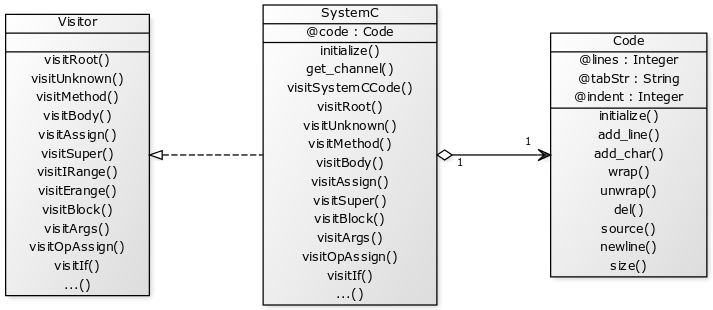 Visitor
visitRoot()
visitUnknown()
visitMethod()
visitBody()
visitAssign()
visitSuper()
visitIRange()
visitErange()
visitBlock()
visitArgs()
visitOpAssign()
visitIf()
...()
SystemC
@code : Code
initialize()
get_channel()
visitSystemCCode()
visitRoot()
visitUnknown()
visitMethod()
visitBody()
visitAssign()
visitSuper()
visitBlock()
visitArgs()
visitOpAssign()
visitIf()
...()
1
1
Code
@lines : Integer
@tabStr : String
@indent : Integer
initialize()
add_line()
add_char()
wrap()
unwrap()
del()
source()
newline()
size()